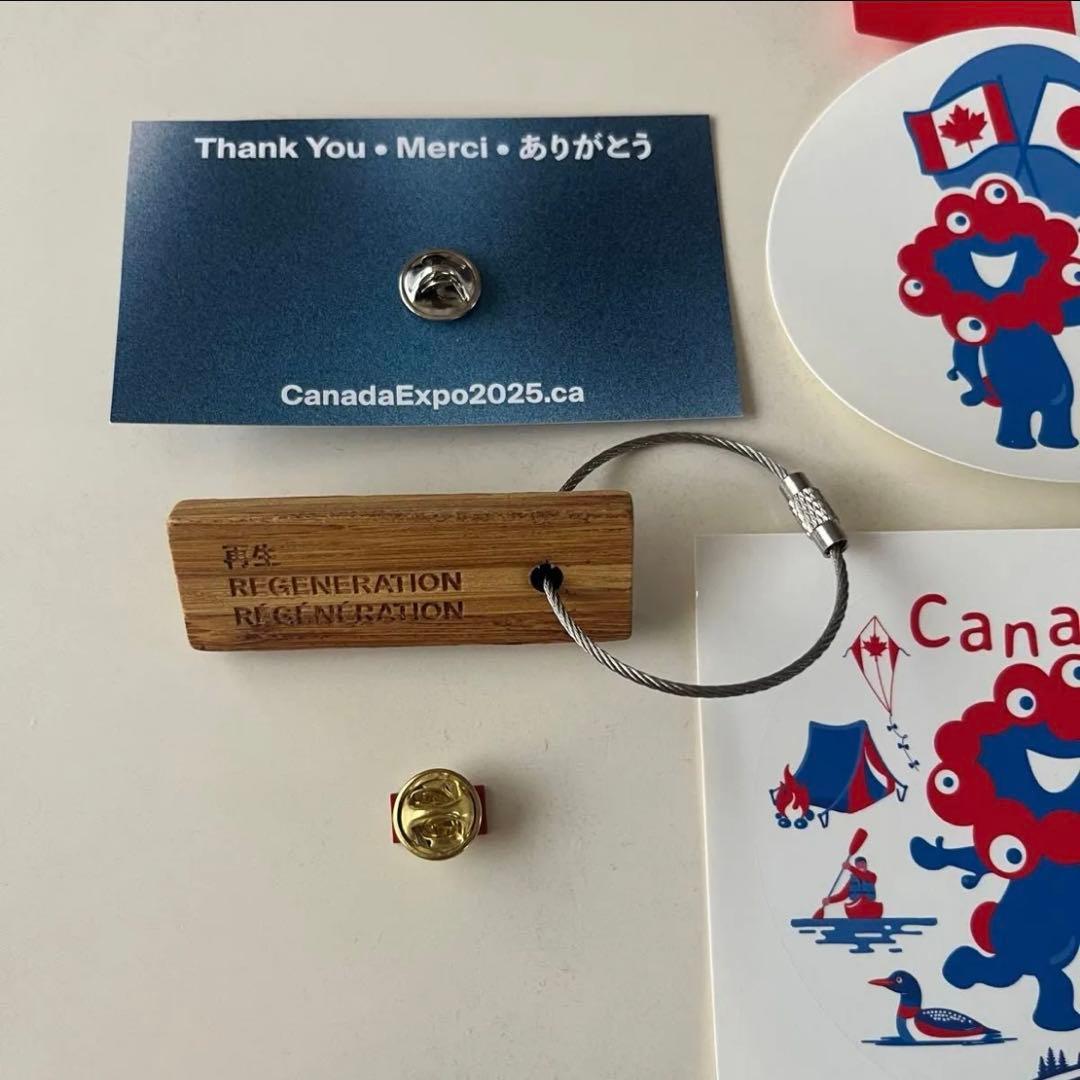 Thank You • Merci • ありがとう
CanadaExpo2025.ca
再生
REGENERATION
RÉGÉNÉRATION
Cana